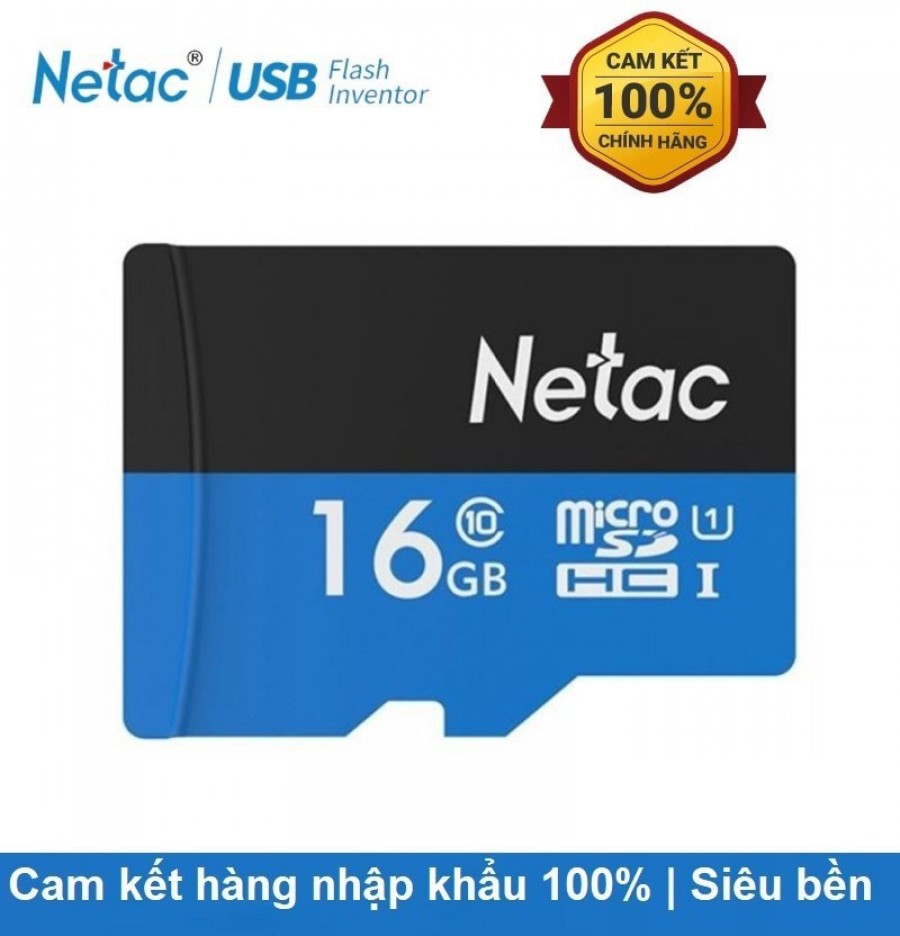 Netac® | USB Flash
Inventor
CAM KẾT
100%
CHÍNH HÃNG
Netac
16 GB 10
micro
SD
HC I
U1
Cam kết hàng nhập khẩu 100% | Siêu bền